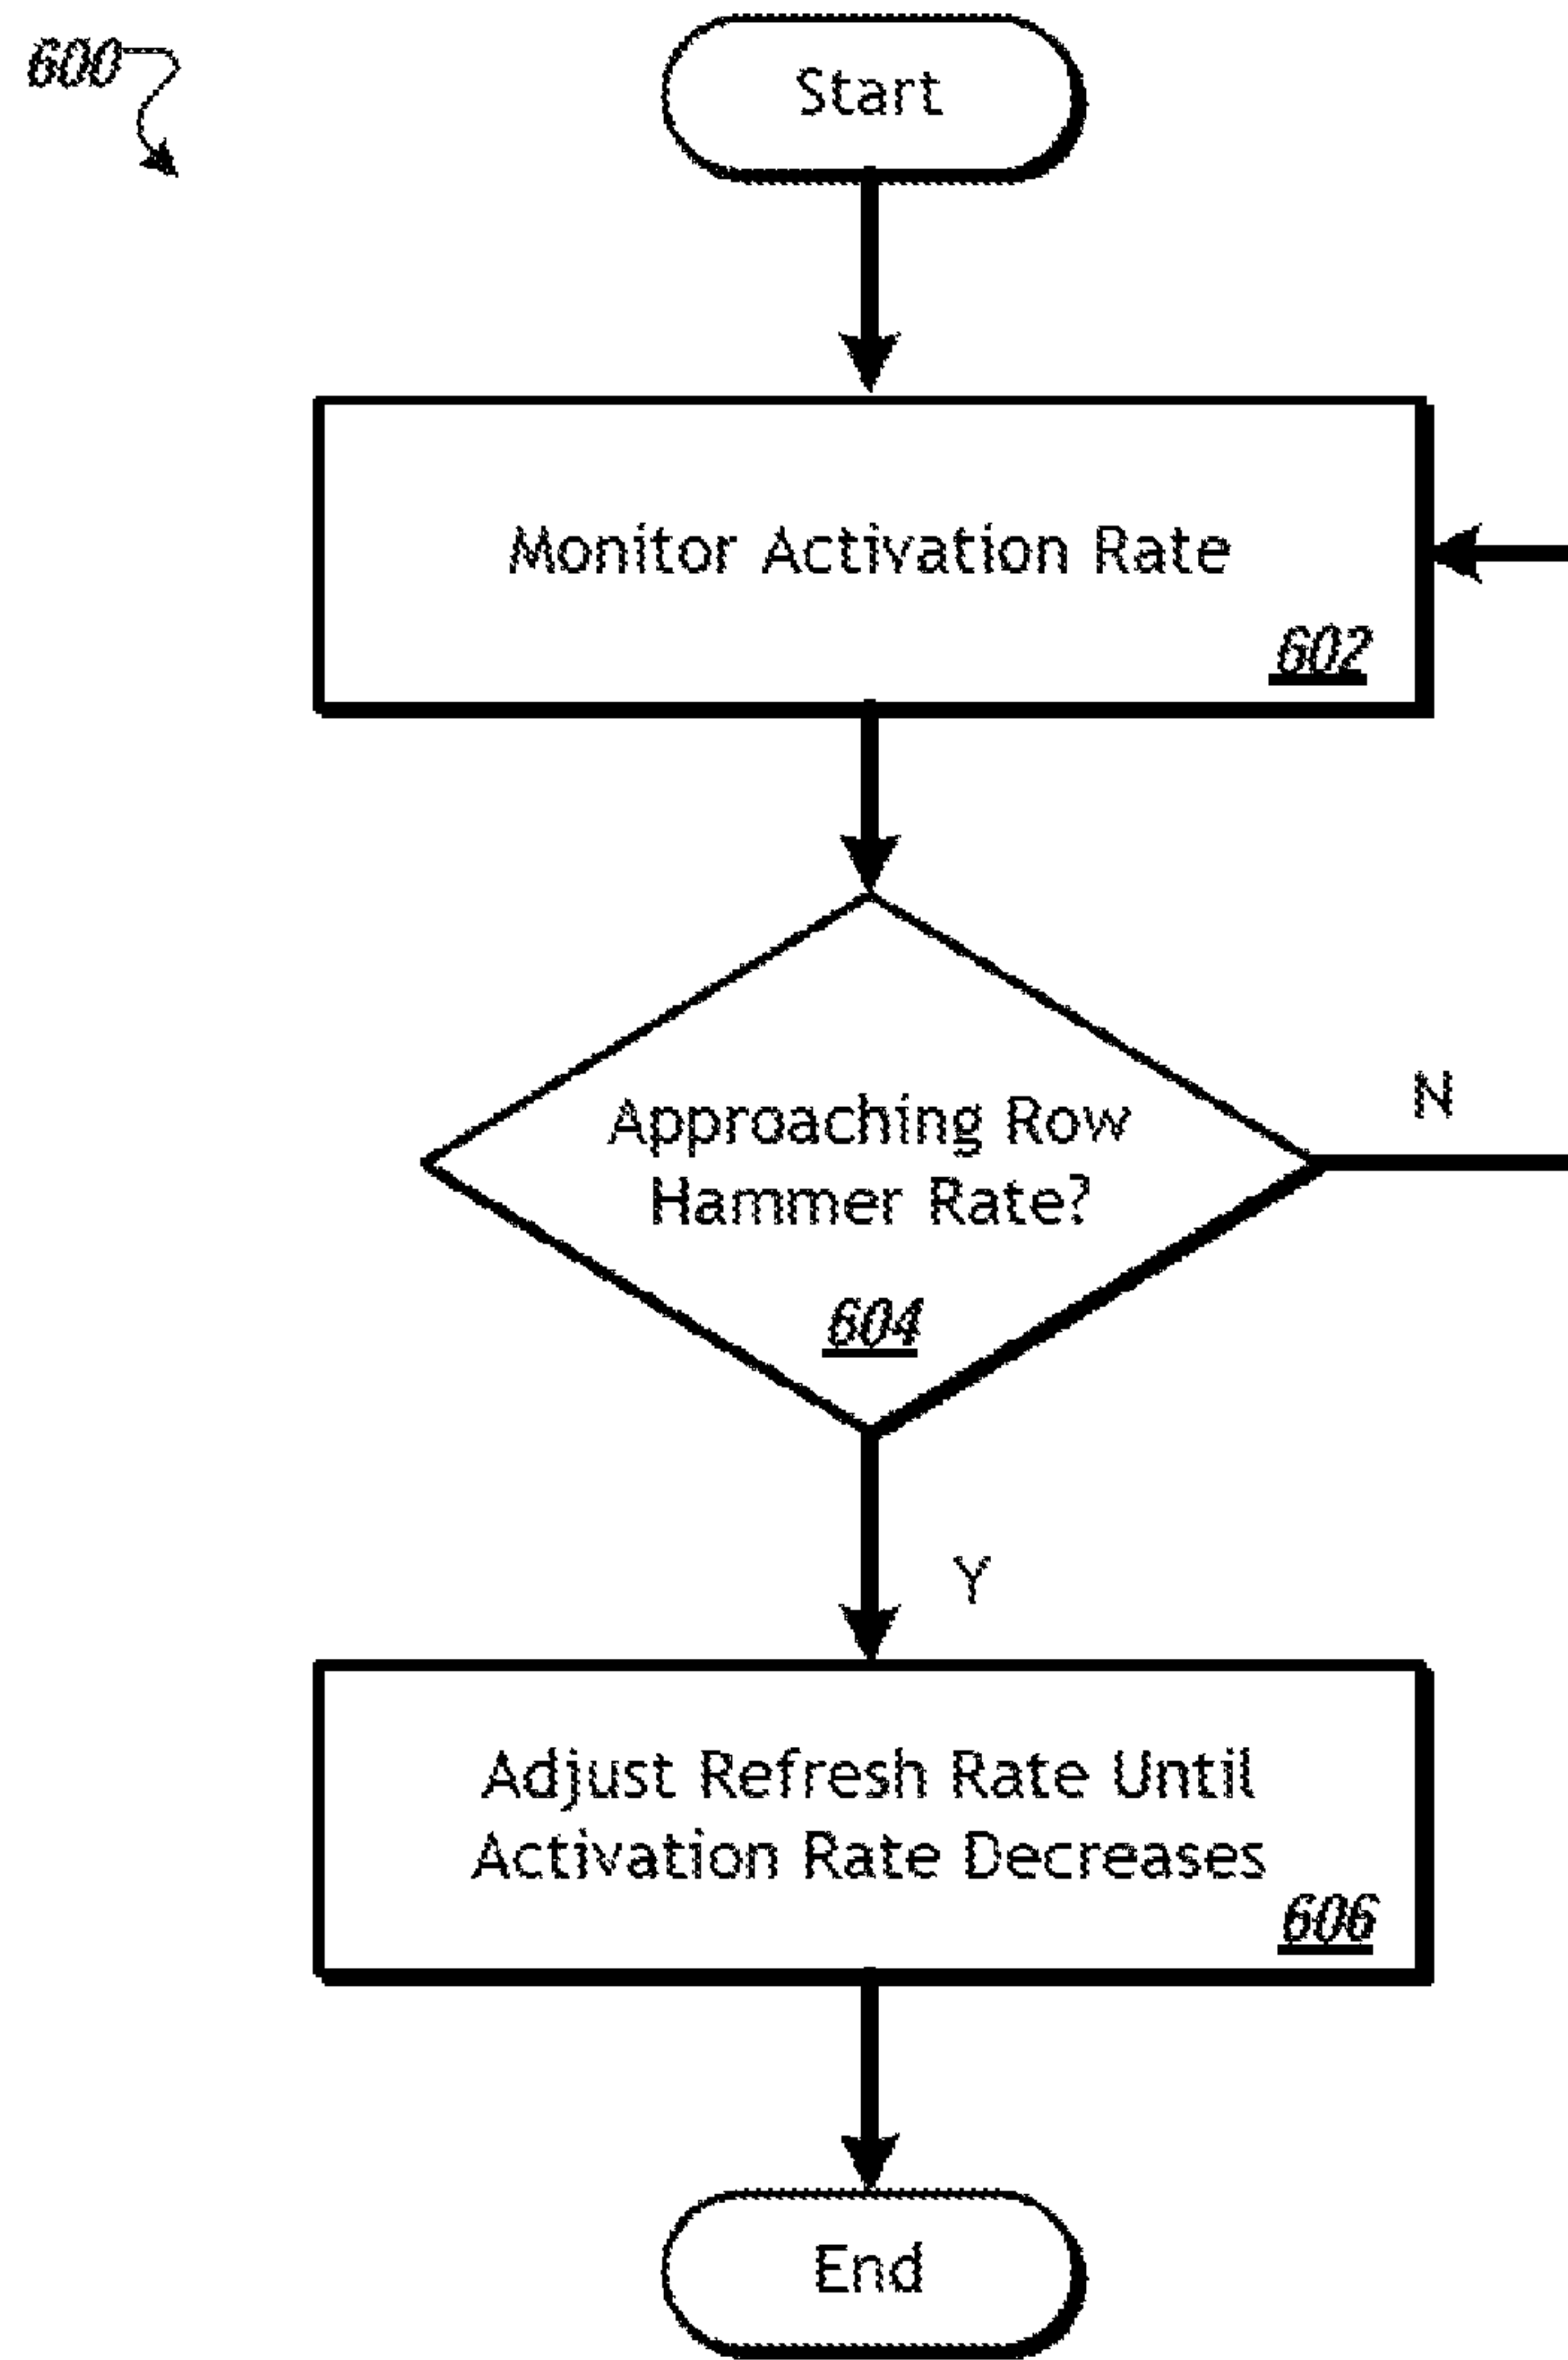 600
Start
Monitor Activation Rate
602
Approaching Row
Hammer Rate?
604
N
Y
Adjust Refresh Rate Until
Activation Rate Decreases
606
End